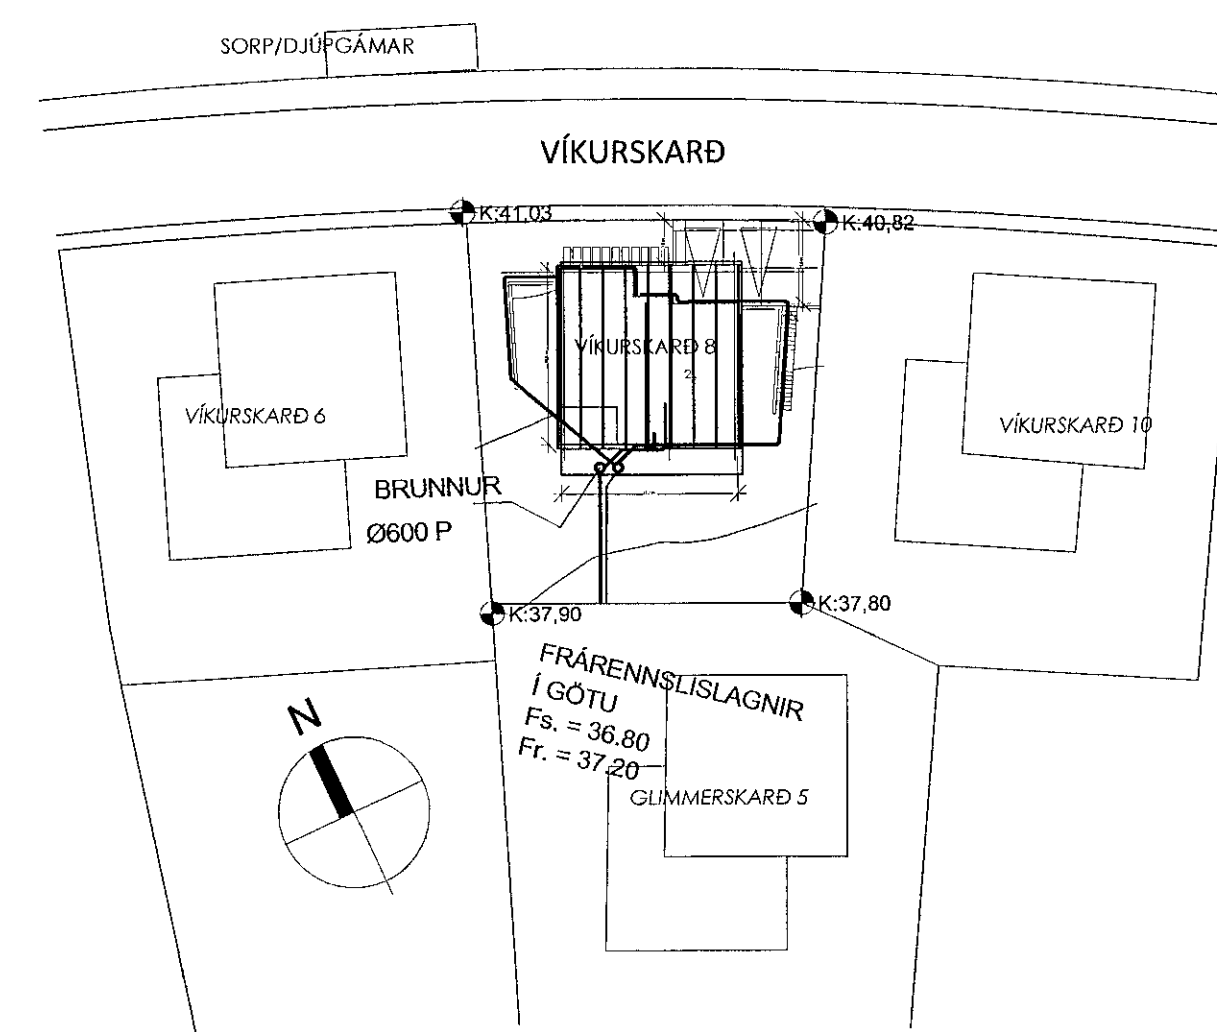 SORP/DJÚPGÁMAR
VÍKURSKARÐ
K:41,03
K:40,82
VÍKURSKARÐ 8
2
VÍKURSKARÐ 6
VÍKURSKARÐ 10
BRUNNUR
Ø600 P
K:37,90
K:37,80
FRÁRENNSLISLAGNIR
Í GÖTU
Fs. = 36.80
Fr. = 37.20
N
GLIMMERSKARÐ 5